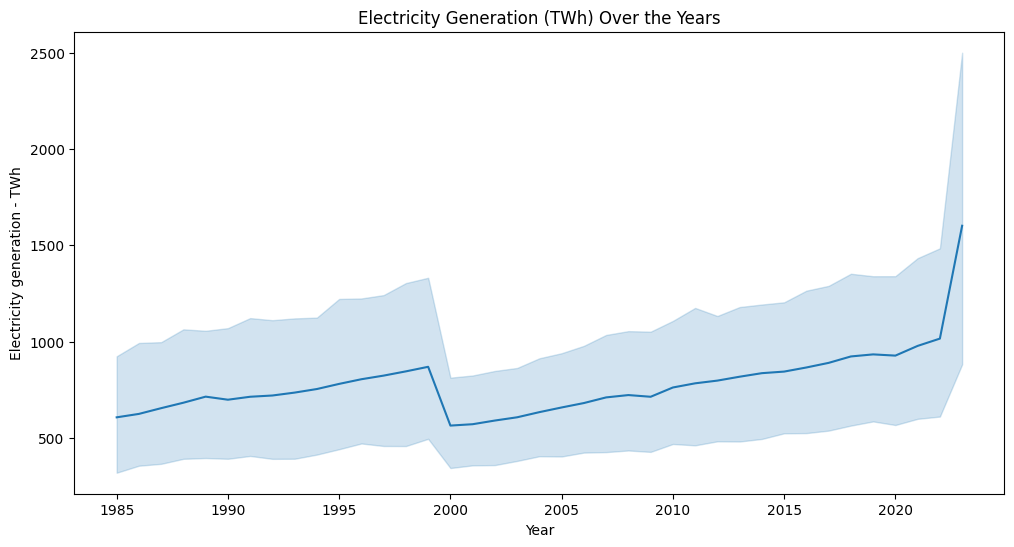 Electricity Generation (TWh) Over the Years
Electricity generation - TWh
2500
2000
1500
1000
500
1985 1990 1995 2000 2005 2010 2015 2020
Year